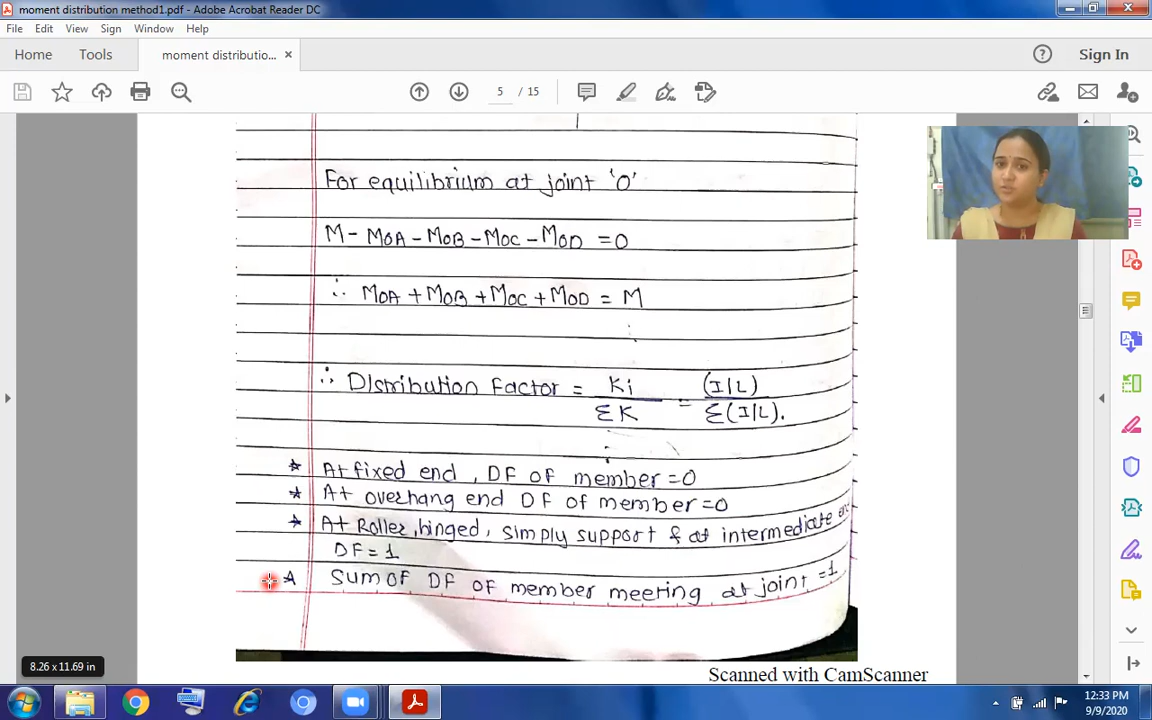 moment distribution method1.pdf - Adobe Acrobat Reader DC
File Edit View Sign Window Help
Home Tools moment distributio... × Sign In
5 / 15
For equilibrium at joint 'O'
M - MOA - MOB - MOC - MOD = 0
∴ MOA + MOB + MOC + MOD = M
∴ Distribution Factor = Ki / ΣK = (I/L) / Σ(I/L).
★ At fixed end, DF of member = 0
★ At overhang end DF of member = 0
★ At Roller, hinged, simply support & at intermediate
DF = 1
★ Sum OF DF of member meeting at joint = 1
8.26 x 11.69 in
Scanned with CamScanner
12:33 PM
9/9/2020